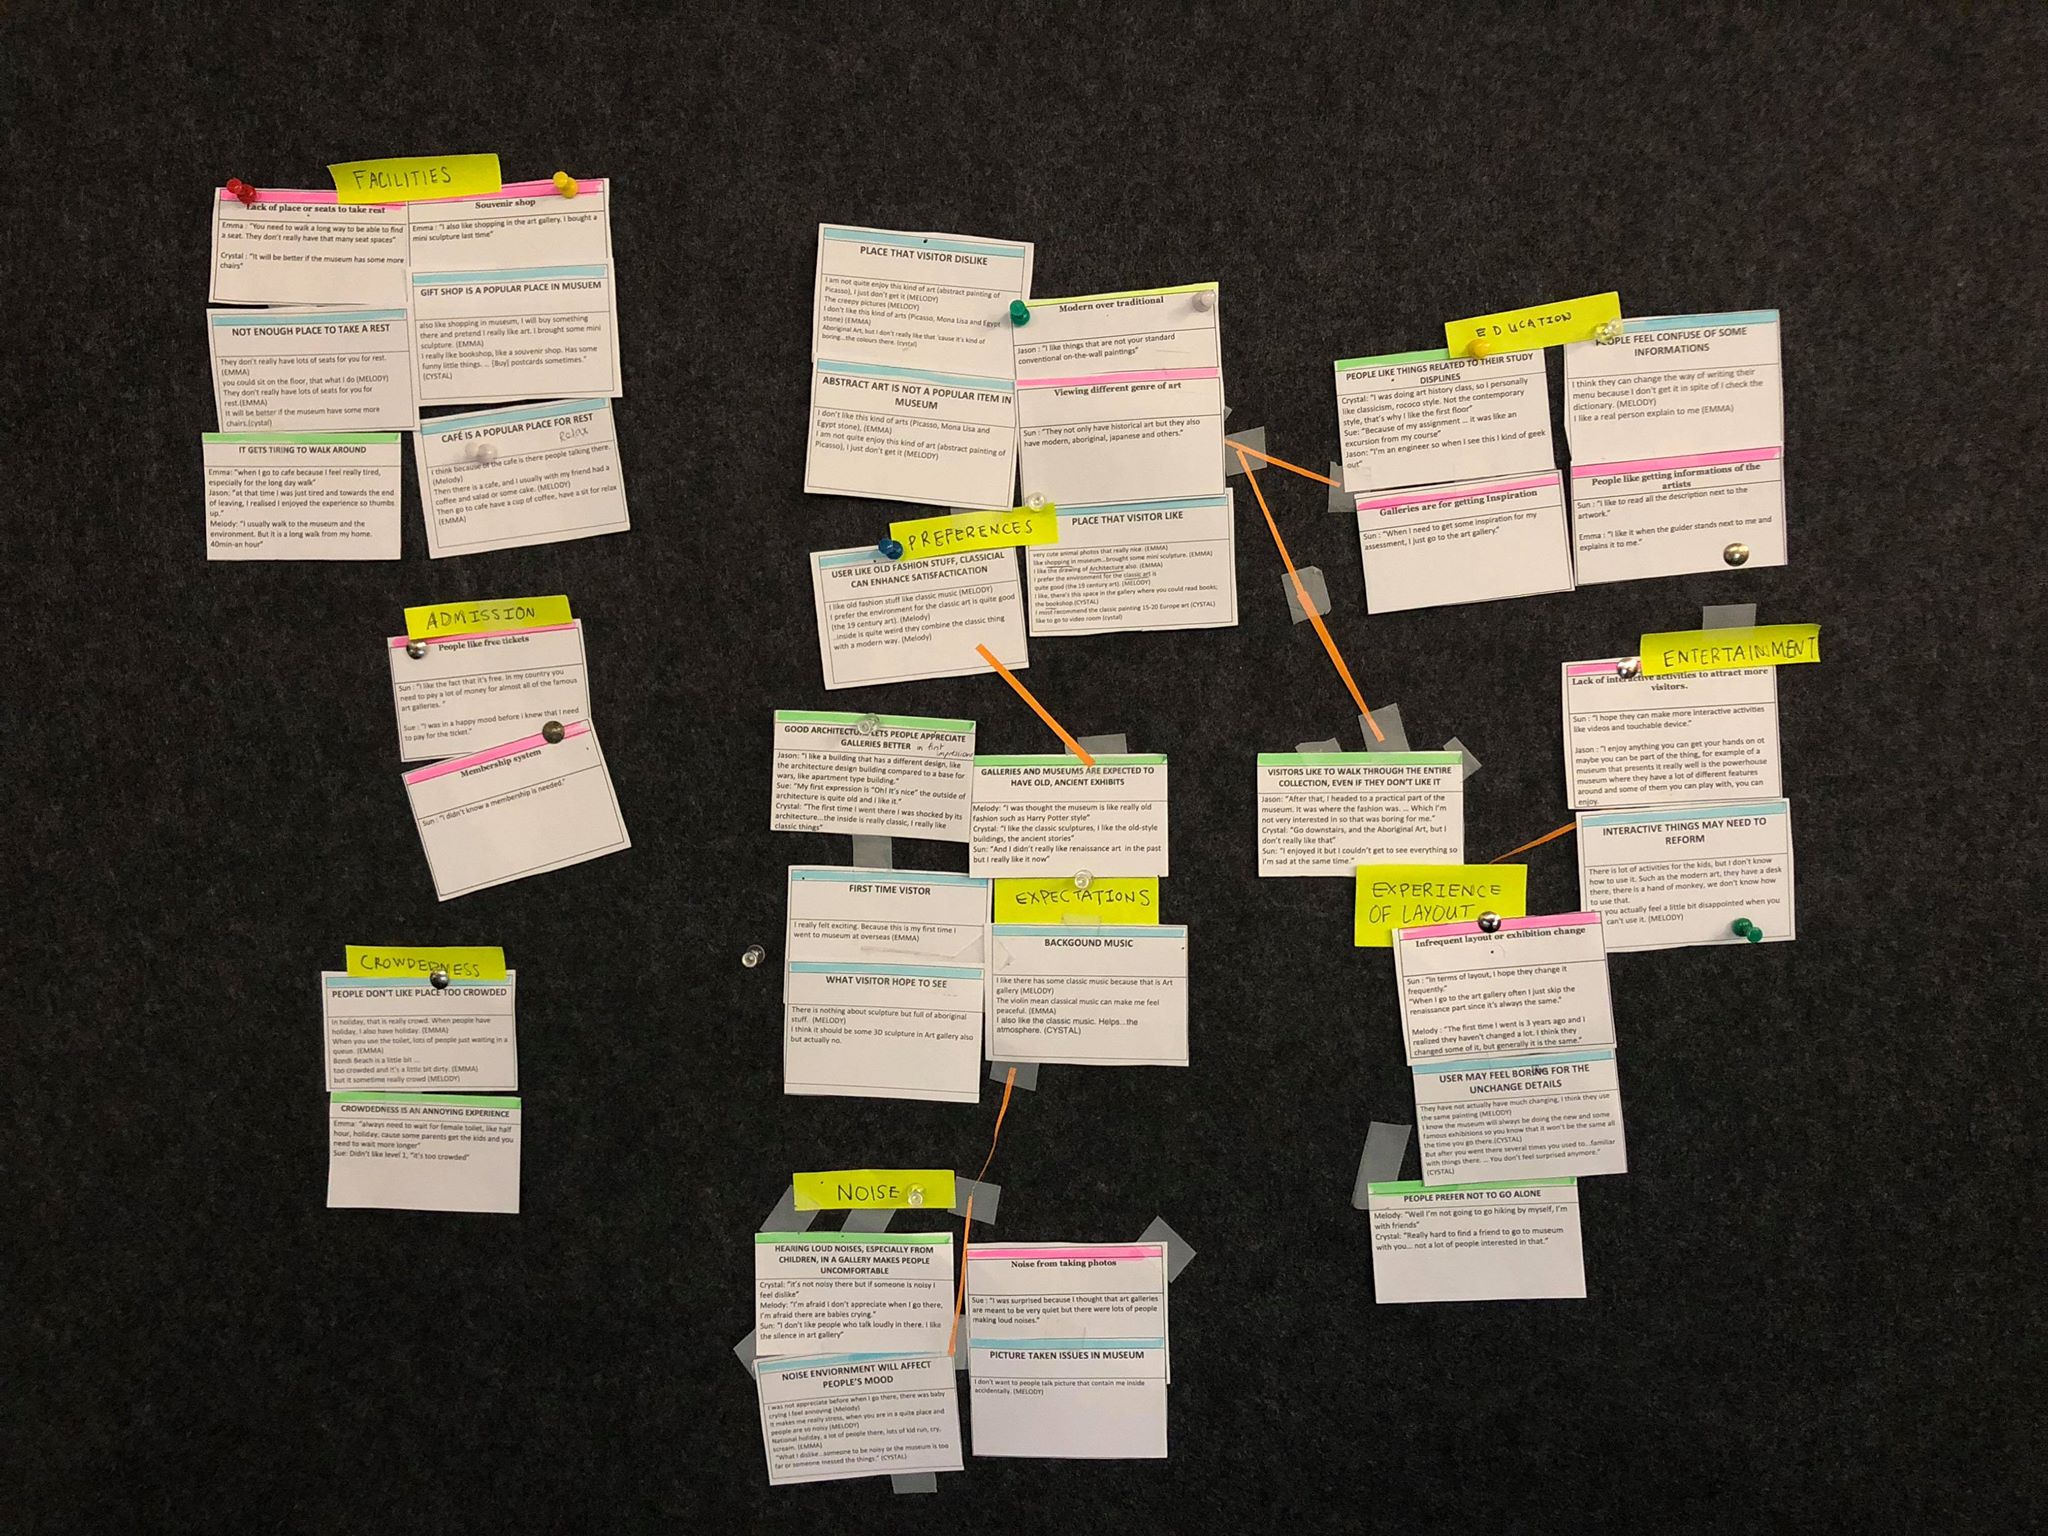 FACILITIES
Lack of place or seats to take rest
Emma : "You need to walk a long way to be able to find
a seat. They don't really have that many seat spaces"
Crystal : "It will be better if the museum has some more
chairs"
Souvenir shop
Emma : "I also like shopping in the art gallery, I bought a
mini sculpture last time"
NOT ENOUGH PLACE TO TAKE A REST
They don't really have lots of seats for you for rest.
(EMMA)
you could sit on the floor, that what I do (MELODY)
They don't really have lots of seats for you for
rest.(EMMA)
It will be better if the museum have some more
chairs.(cystal)
GIFT SHOP IS A POPULAR PLACE IN MUSUEM
also like shopping in museum, I will buy something
there and pretend I really like art. I brought some mini
sculpture. (EMMA)
I really like bookshop, like a souvenir shop. Has some
funny little things. ... [Buy] postcards sometimes."
(CYSTAL)
IT GETS TIRING TO WALK AROUND
Emma: "when I go to cafe because I feel really tired,
especially for the long day walk"
Jason: "at that time I was just tired and towards the end
of leaving, I realised I enjoyed the experience so thumbs
up."
Melody: "I usually walk to the museum and the
environment. But it is a long walk from my home.
40min-an hour"
CAFÉ IS A POPULAR PLACE FOR REST
Relax
I think because of the cafe is there people talking there.
(Melody)
Then there is a cafe, and I usually with my friend had a
coffee and salad or some cake. (MELODY)
Then go to cafe have a cup of coffee, have a sit for relax
(EMMA)
ADMISSION
People like free tickets
Sun : "I like the fact that it's free. In my country you
need to pay a lot of money for almost all of the famous
art galleries. "
Sue : "I was in a happy mood before i knew that I need
to pay for the ticket."
Membership system
Sun : "I didn't know a membership is needed."
CROWDEDNESS
PEOPLE DON'T LIKE PLACE TOO CROWDED
In holiday, that is really crowd. When people have
holiday, I also have holiday. (EMMA)
When you use the toilet, lots of people just waiting in a
queue. (EMMA)
Bondi Beach is a little bit ...
too crowded and it's a little bit dirty. (EMMA)
but it sometime really crowd (MELODY)
CROWDEDNESS IS AN ANNOYING EXPERIENCE
Emma: "always need to wait for female toilet, like half
hour, holiday, cause some parents get the kids and you
need to wait more longer"
Sue: Didn't like level 1, "it's too crowded"
PLACE THAT VISITOR DISLIKE
I am not quite enjoy this kind of art (abstract painting of
Picasso), I just don't get it (MELODY)
The creepy pictures (MELODY)
I don't like this kind of arts (Picasso, Mona Lisa and Egypt
stone) (EMMA)
Aboriginal Art, but I don't really like that 'cause it's kind of
boring...the colours there. (cystal)
ABSTRACT ART IS NOT A POPULAR ITEM IN
MUSEUM
I don't like this kind of arts (Picasso, Mona Lisa and
Egypt stone), (EMMA)
I am not quite enjoy this kind of art (abstract painting of
Picasso), I just don't get it (MELODY)
Modern over traditional
Jason : "I like things that are not your standard
conventional on-the-wall paintings"
Viewing different genre of art
Sun : "They not only have historical art but they also
have modern, aboriginal, japanese and others."
PREFERENCES
USER LIKE OLD FASHION STUFF, CLASSICIAL
CAN ENHANCE SATISFACTICATION
I like old fashion stuff like classic music (MELODY)
I prefer the environment for the classic art is quite good
(the 19 century art). (Melody)
...inside is quite weird they combine the classic thing
with a modern way. (Melody)
PLACE THAT VISITOR LIKE
very cute animal photos that really nice. (EMMA)
like shopping in museum...brought some mini sculpture. (EMMA)
I like the drawing of Architecture also. (EMMA)
I prefer the environment for the classic art is
quite good (the 19 century art). (MELODY)
I like, there's this space in the gallery where you could read books;
the bookshop.(CYSTAL)
I most recommend the classic painting 15-20 Europe art (CYSTAL)
like to go to video room (cystal)
GOOD ARCHITECTURE LETS PEOPLE APPRECIATE
GALLERIES BETTER in first impressions
Jason: "I like a building that has a different design, like
the architecture design building compared to a base for
wars, like apartment type building."
Sue: "My first expression is "Oh! It's nice" the outside of
architecture is quite old and i like it."
Crystal: "The first time I went there i was shocked by its
architecture...the inside is really classic, I really like
classic things"
GALLERIES AND MUSEUMS ARE EXPECTED TO
HAVE OLD, ANCIENT EXHIBITS
Melody: "I was thought the museum is like really old
fashion such as Harry Potter style"
Crystal: "I like the classic sculptures, I like the old-style
buildings, the ancient stories"
Sun: "And I didn't really like renaissance art in the past
but I really like it now"
FIRST TIME VISTOR
I really felt exciting. Because this is my first time I
went to museum at overseas (EMMA)
EXPECTATIONS
WHAT VISITOR HOPE TO SEE
There is nothing about sculpture but full of aboriginal
stuff. (MELODY)
I think it should be some 3D sculpture in Art gallery also
but actually no.
BACKGOUND MUSIC
I like there has some classic music because that is Art
gallery (MELODY)
The violin mean classical music can make me feel
peaceful. (EMMA)
I also like the classic music. Helps...the
atmosphere. (CYSTAL)
NOISE
HEARING LOUD NOISES, ESPECIALLY FROM
CHILDREN, IN A GALLERY MAKES PEOPLE
UNCOMFORTABLE
Crystal: "it's not noisy there but if someone is noisy I
feel dislike"
Melody: "I'm afraid I don't appreciate when I go there,
I'm afraid there are babies crying."
Sun: "I don't like people who talk loudly in there. I like
the silence in art gallery"
Noise from taking photos
Sue : "I was surprised because I thought that art galleries
are meant to be very quiet but there were lots of people
making loud noises."
NOISE ENVIORNMENT WILL AFFECT
PEOPLE'S MOOD
I was not appreciate before when I go there, there was baby
crying I feel annoying (Melody)
It makes me really stress, when you are in a quite place and
people are so noisy (MELODY)
National holiday, a lot of people there, lots of kid run, cry,
scream. (EMMA)
"What I dislike...someone to be noisy or the museum is too
far or someone messed the things." (CYSTAL)
PICTURE TAKEN ISSUES IN MUSEUM
I don't want to people talk picture that contain me inside
accidentally. (MELODY)
EDUCATION
PEOPLE LIKE THINGS RELATED TO THEIR STUDY
DISPLINES
Crystal: "I was doing art history class, so I personally
like classicism, rococo style. Not the contemporary
style, that's why I like the first floor"
Sue: "Because of my assignment ... it was like an
excursion from my course"
Jason: "I'm an engineer so when I see this I kind of geek
out"
PEOPLE FEEL CONFUSE OF SOME
INFORMATIONS
I think they can change the way of writing their
menu because I don't get it in spite of I check the
dictionary. (MELODY)
I like a real person explain to me (EMMA)
Galleries are for getting Inspiration
Sun : "When I need to get some inspiration for my
assessment, I just go to the art gallery."
People like getting informations of the
artists
Sun : "I like to read all the description next to the
artwork."
Emma : "I like it when the guider stands next to me and
explains it to me."
ENTERTAINMENT
Lack of interactive activities to attract more
visitors.
Sun : "I hope they can make more interactive activities
like videos and touchable device."
Jason : "I enjoy anything you can get your hands on ot
maybe you can be part of the thing, for example of a
museum that presents it really well is the powerhouse
museum where they have a lot of different features
around and some of them you can play with, you can
enjoy.
INTERACTIVE THINGS MAY NEED TO
REFORM
There is lot of activities for the kids, but I don't know
how to use it. Such as the modern art, they have a desk
there, there is a hand of monkey, we don't know how
to use that.
you actually feel a little bit disappointed when you
can't use it. (MELODY)
VISITORS LIKE TO WALK THROUGH THE ENTIRE
COLLECTION, EVEN IF THEY DON'T LIKE IT
Jason: "After that, I headed to a practical part of the
museum. It was where the fashion was. ... Which I'm
not very interested in so that was boring for me."
Crystal: "Go downstairs, and the Aboriginal Art, but I
don't really like that"
Sun: "I enjoyed it but I couldn't get to see everything so
I'm sad at the same time."
EXPERIENCE
OF LAYOUT
Infrequent layout or exhibition change
Sun : "In terms of layout, I hope they change it
frequently."
"When I go to the art gallery often I just skip the
renaissance part since it's always the same."
Melody : "The first time I went is 3 years ago and I
realized they haven't changed a lot. I think they
changed some of it, but generally it is the same."
USER MAY FEEL BORING FOR THE
UNCHANGE DETAILS
They have not actually have much changing, I think they use
the same painting (MELODY)
I know the museum will always be doing the new and some
famous exhibitions so you know that it won't be the same all
the time you go there.(CYSTAL)
But after you went there several times you used to...familiar
with things there. ... You don't feel surprised anymore."
(CYSTAL)
PEOPLE PREFER NOT TO GO ALONE
Melody: "Well I'm not going to go hiking by myself, I'm
with friends"
Crystal: "Really hard to find a friend to go to museum
with you... not a lot of people interested in that."